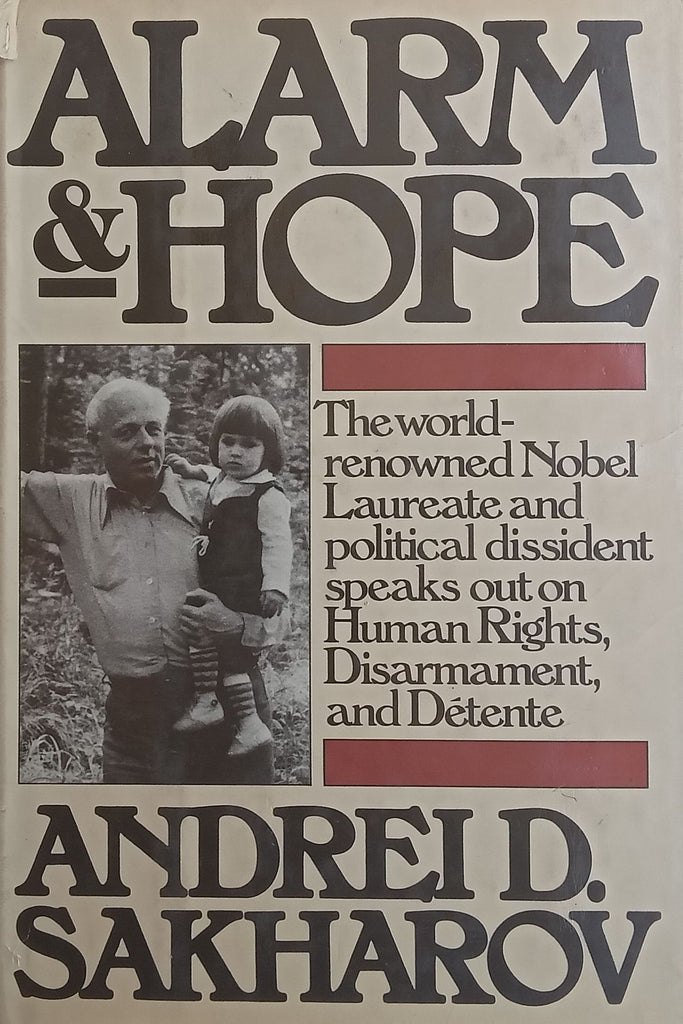 ALARM
& HOPE
The world-
renowned Nobel
Laureate and
political dissident
speaks out on
Human Rights,
Disarmament,
and Détente
ANDREI D.
SAKHAROV